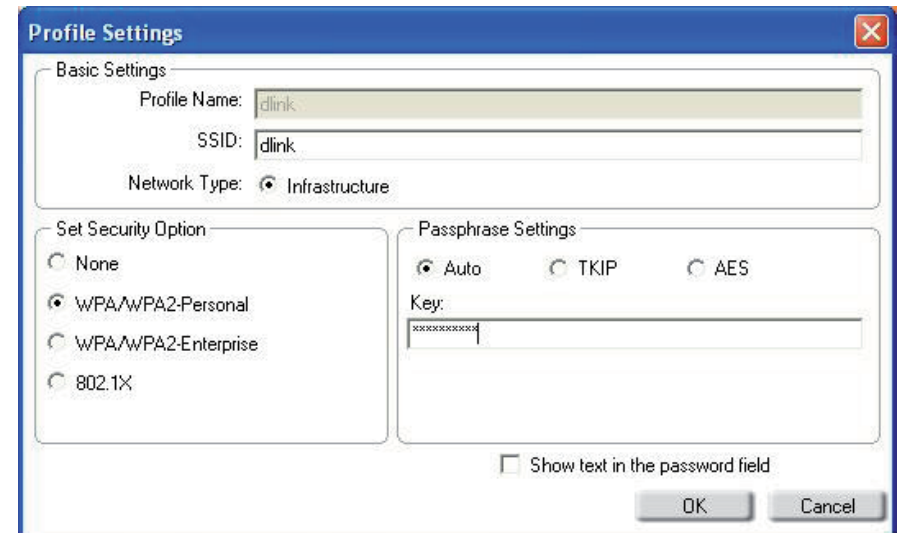 Profile Settings
Basic Settings
Profile Name: dlink
SSID: dlink
Network Type: Infrastructure
Set Security Option
None
WPA/WPA2-Personal
WPA/WPA2-Enterprise
802.1X
Passphrase Settings
Auto TKIP AES
Key:
××××××××××
Show text in the password field
OK Cancel